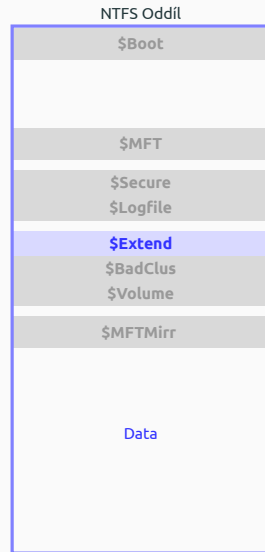 NTFS Oddíl
$Boot
$MFT
$Secure
$Logfile
$Extend
$BadClus
$Volume
$MFTMirr
Data